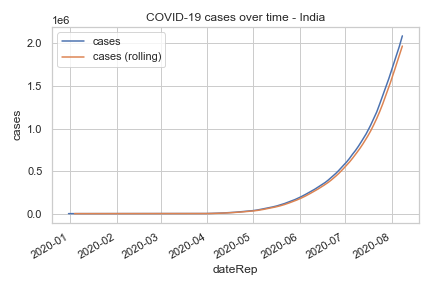 COVID-19 cases over time - India
1e6
cases
cases (rolling)
2.0
1.5
1.0
0.5
0.0
cases
2020-01
2020-02
2020-03
2020-04
2020-05
2020-06
2020-07
2020-08
dateRep